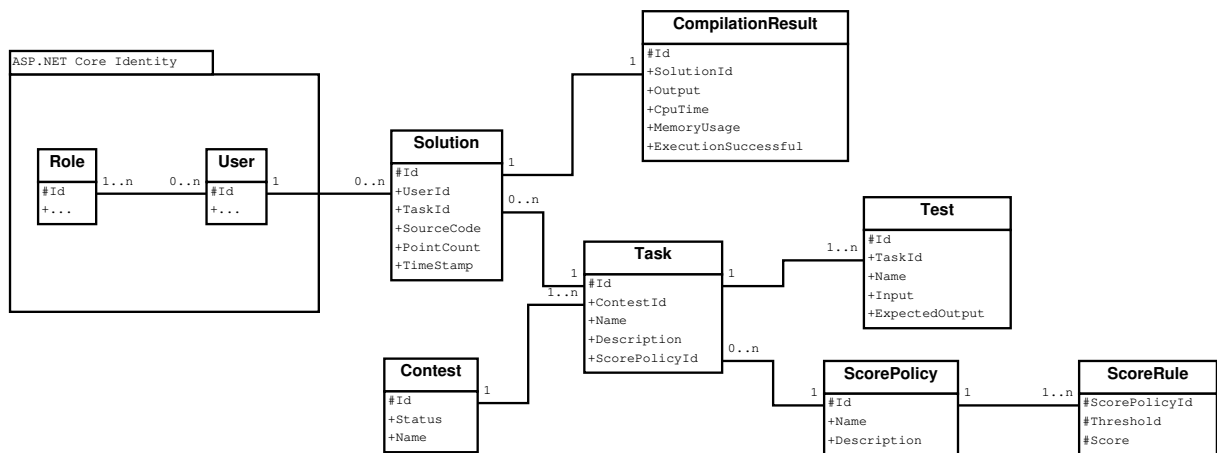 CompilationResult
#Id
+SolutionId
+Output
+CpuTime
+MemoryUsage
+ExecutionSuccessful
1
ASP.NET Core Identity
Role
#Id
+...
1..n
0..n
User
#Id
+...
1
0..n
Solution
#Id
+UserId
+TaskId
+SourceCode
+PointCount
+TimeStamp
1
0..n
Test
#Id
+TaskId
+Name
+Input
+ExpectedOutput
1..n
Task
#Id
+ContestId
+Name
+Description
+ScorePolicyId
1
1..n
1
0..n
Contest
#Id
+Status
+Name
1
ScorePolicy
#Id
+Name
+Description
1
1
1..n
ScoreRule
#ScorePolicyId
#Threshold
#Score